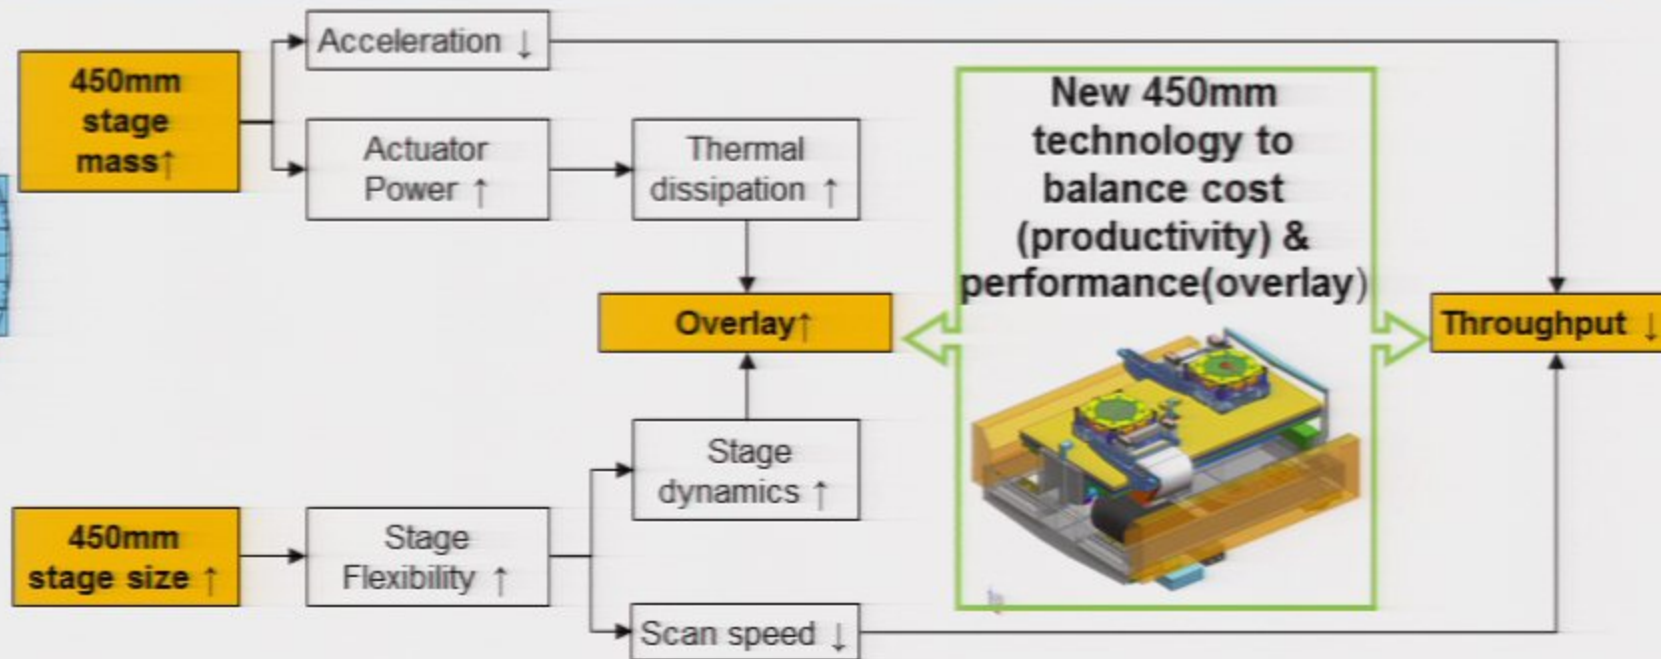 450mm
stage
mass↑
Acceleration ↓
Actuator
Power ↑
Thermal
dissipation ↑
New 450mm
technology to
balance cost
(productivity) &
performance(overlay)
Overlay↑
Throughput ↓
Stage
dynamics ↑
450mm
stage size ↑
Stage
Flexibility ↑
Scan speed ↓